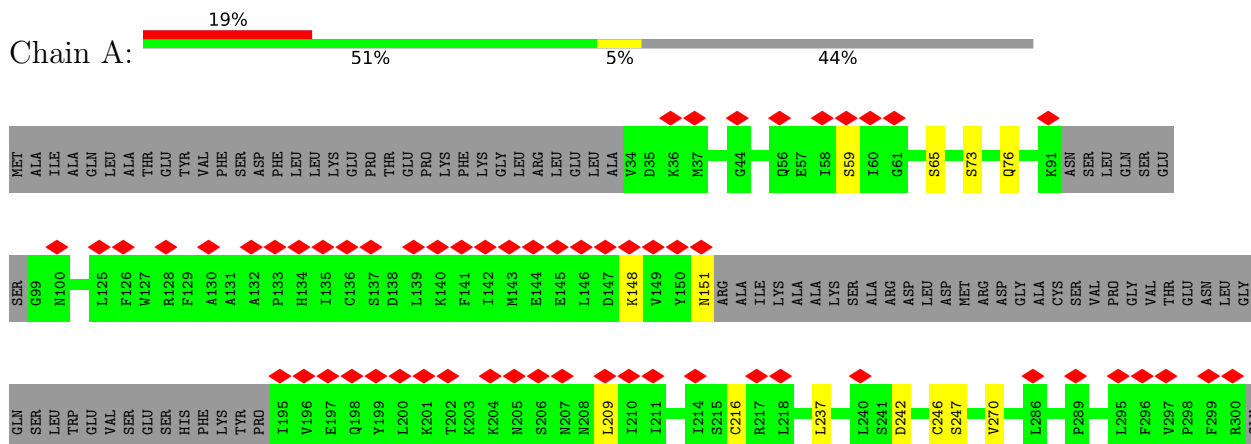 19%
Chain A:
51% 5% 44%
MET ALA ILE ALA GLN LEU ALA THR GLU TYR VAL PHE SER ASP PHE LEU LEU LYS GLU PRO THR GLU PRO LYS PHE LYS GLY LEU ARG LEU GLU LEU ALA V34 D35 K36 M37 G44 Q56 E57 I58 S59 I60 G61 S65 S73 Q76 K91 ASN SER LEU GLN SER GLU
SER G99 N100 L125 F126 W127 R128 F129 A130 A131 A132 P133 H134 I135 C136 S137 D138 L139 K140 F141 I142 M143 E144 E145 L146 D147 K148 V149 Y150 N151 ARG ALA ILE LYS ALA ALA LYS SER ALA ARG ASP LEU ASP MET ARG ASP GLY ALA CYS SER VAL PRO GLY VAL THR GLU ASN LEU GLY
GLN SER LEU TRP GLU VAL SER GLU SER HIS PHE LYS TYR PRO I195 V196 E197 Q198 Y199 L200 K201 T202 K203 K204 N205 S206 N207 N208 L209 I210 I211 I214 S215 C216 R217 L218 L237 L240 S241 D242 C246 S247 V270 L286 P289 L295 F296 V297 P298 F299 R300